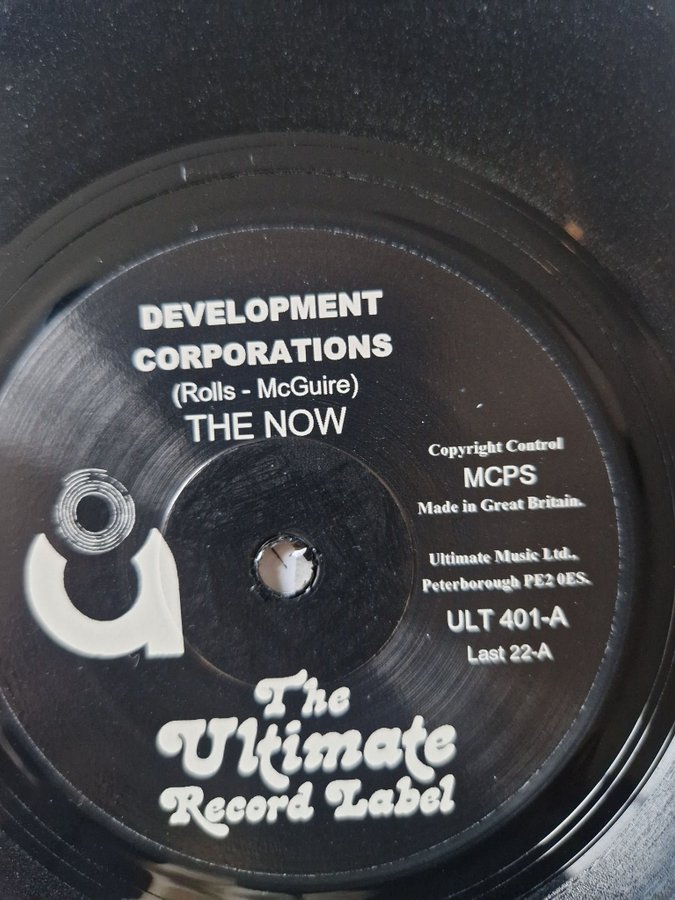 DEVELOPMENT
CORPORATIONS
(Rolls - McGuire)
THE NOW
Copyright Control
MCPS
Made in Great Britain.
Ultimate Music Ltd.,
Peterborough PE2 0ES.
ULT 401-A
Last 22-A
The
Ultimate
Record Label